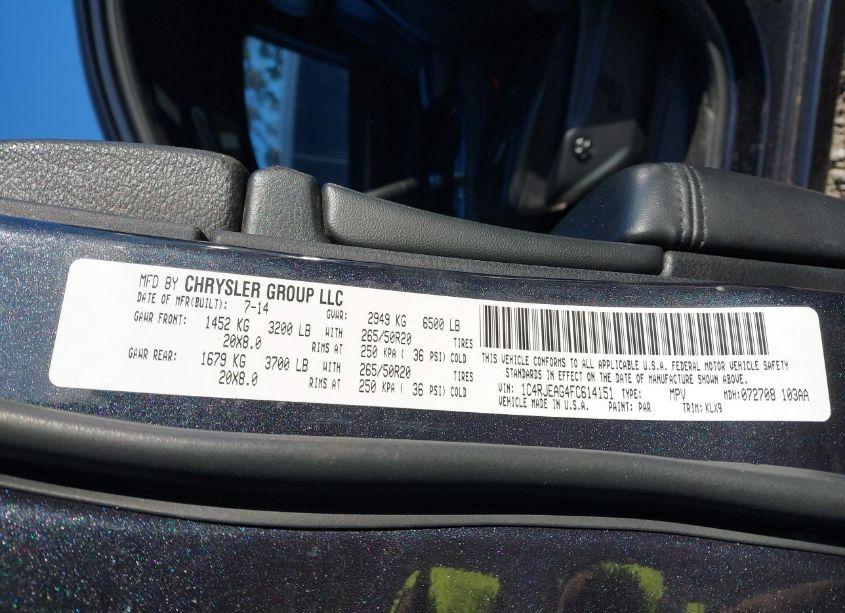 MFD BY CHRYSLER GROUP LLC
DATE OF MFR(BUILT): 7-14 GVWR: 2949 KG 6500 LB
GAWR FRONT: 1452 KG 3200 LB WITH 265/50R20 TIRES
20X8.0 RIMS AT 250 KPA ( 36 PSI) COLD
GAWR REAR: 1679 KG 3700 LB WITH 265/50R20 TIRES
20X8.0 RIMS AT 250 KPA ( 36 PSI) COLD
THIS VEHICLE CONFORMS TO ALL APPLICABLE U.S.A. FEDERAL MOTOR VEHICLE SAFETY
STANDARDS IN EFFECT ON THE DATE OF MANUFACTURE SHOWN ABOVE.
VIN: 1C4RJEAG4FC614151 TYPE: MPV MDH:072708 103AA
VEHICLE MADE IN U.S.A. PAINT: PAR TRIM: KLX9